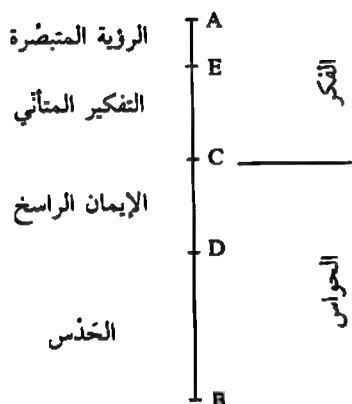 الرؤية المتبصّرة
A
E
التفكير المتأنّي
الفكر
C
الإيمان الراسخ
D
الحواس
الحَدْس
B